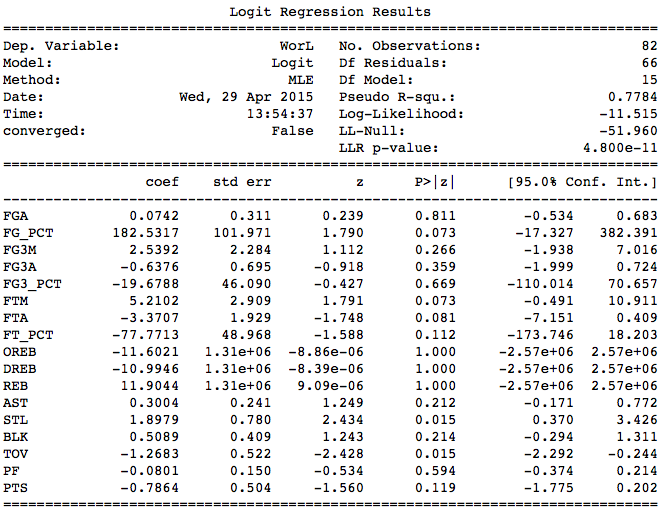 Logit Regression Results
==============================================================================
Dep. Variable: WorL No. Observations: 82
Model: Logit Df Residuals: 66
Method: MLE Df Model: 15
Date: Wed, 29 Apr 2015 Pseudo R-squ.: 0.7784
Time: 13:54:37 Log-Likelihood: -11.515
converged: False LL-Null: -51.960
LLR p-value: 4.800e-11
==============================================================================
coef std err z P>|z| [95.0% Conf. Int.]
------------------------------------------------------------------------------
FGA 0.0742 0.311 0.239 0.811 -0.534 0.683
FG_PCT 182.5317 101.971 1.790 0.073 -17.327 382.391
FG3M 2.5392 2.284 1.112 0.266 -1.938 7.016
FG3A -0.6376 0.695 -0.918 0.359 -1.999 0.724
FG3_PCT -19.6788 46.090 -0.427 0.669 -110.014 70.657
FTM 5.2102 2.909 1.791 0.073 -0.491 10.911
FTA -3.3707 1.929 -1.748 0.081 -7.151 0.409
FT_PCT -77.7713 48.968 -1.588 0.112 -173.746 18.203
OREB -11.6021 1.31e+06 -8.86e-06 1.000 -2.57e+06 2.57e+06
DREB -10.9946 1.31e+06 -8.39e-06 1.000 -2.57e+06 2.57e+06
REB 11.9044 1.31e+06 9.09e-06 1.000 -2.57e+06 2.57e+06
AST 0.3004 0.241 1.249 0.212 -0.171 0.772
STL 1.8979 0.780 2.434 0.015 0.370 3.426
BLK 0.5089 0.409 1.243 0.214 -0.294 1.311
TOV -1.2683 0.522 -2.428 0.015 -2.292 -0.244
PF -0.0801 0.150 -0.534 0.594 -0.374 0.214
PTS -0.7864 0.504 -1.560 0.119 -1.775 0.202
==============================================================================